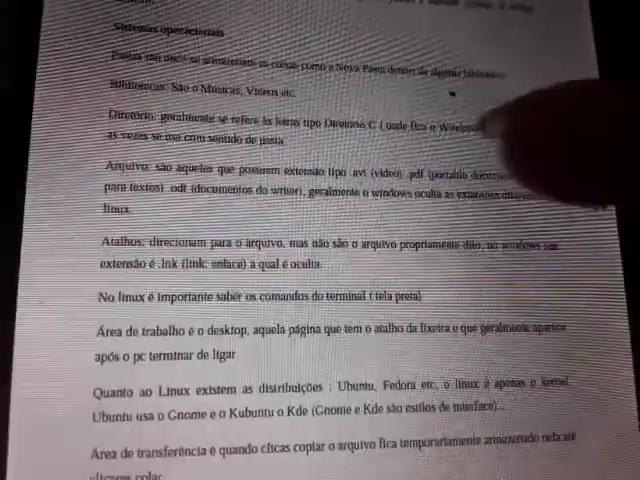 Sistemas operacionais
Pastas: são onde se armazenam as coisas, como a Nova Pasta dentro de alguma biblioteca
Bibliotecas: São o Músicas, Vídeos etc.
Diretório: geralmente se refere às letras tipo Diretório C ( onde fica o Windows
as vezes se usa com sentido de pasta
Arquivo: são aqueles que possuem extensão tipo .avi (vídeo) .pdf (portable
para textos) .odt (documentos do writer), geralmente o windows oculta as extensões
linux.
Atalhos: direcionam para o arquivo, mas não são o arquivo propriamente dito, no windows sua
extensão é .lnk (link: enlace) a qual é oculta.
No linux é importante saber os comandos do terminal ( tela preta)
Área de trabalho é o desktop, aquela página que tem o atalho da lixeira e que geralmente aparece
após o pc terminar de ligar
Quanto ao Linux existem as distribuições : Ubuntu, Fedora etc, o linux é apenas o kernel.
Ubuntu usa o Gnome e o Kubuntu o Kde (Gnome e Kde são estilos de interface)...
Área de transferência é quando clicas copiar o arquivo fica temporariamente armazenado nela até
clicares colar